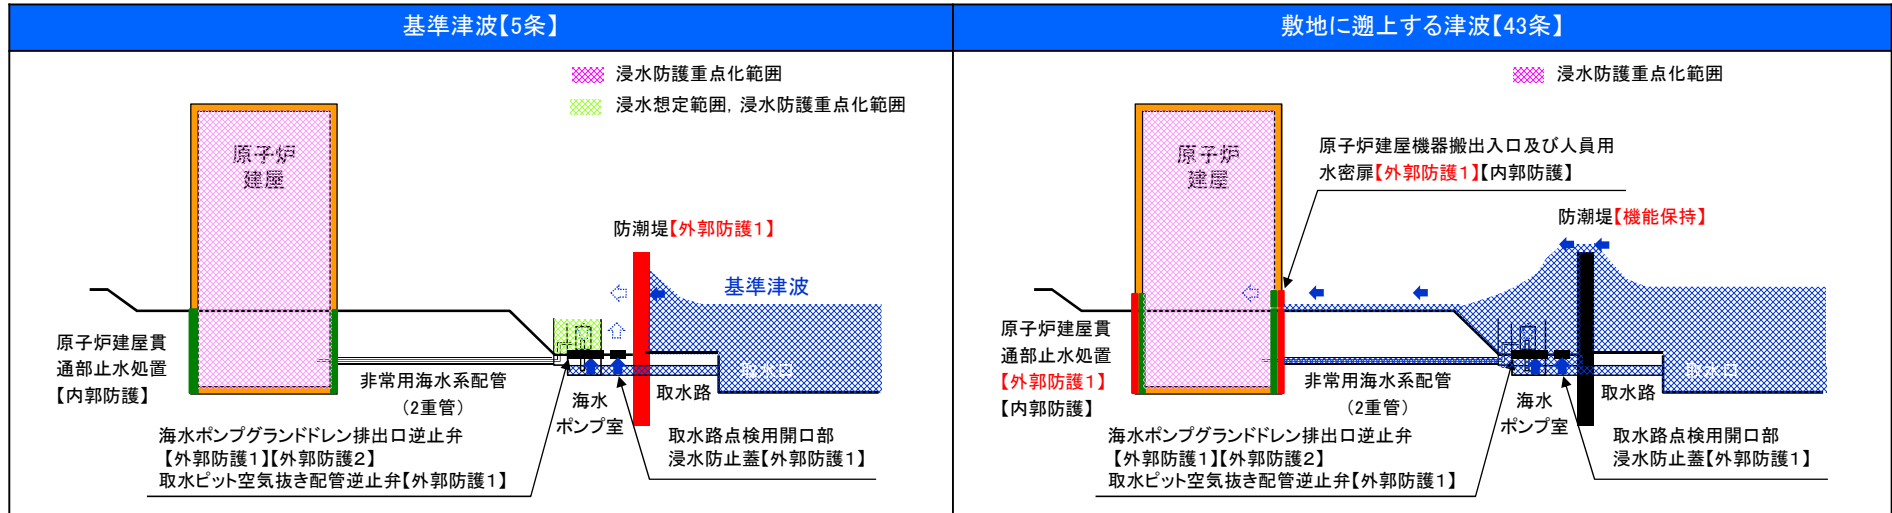 基準津波【5条】
浸水防護重点化範囲
浸水想定範囲，浸水防護重点化範囲
原子炉
建屋
防潮堤【外郭防護１】
基準津波
原子炉建屋貫
通部止水処置
【内郭防護】
非常用海水系配管
（２重管）
海水
ポンプ室
取水路
取水口
海水ポンプグランドドレン排出口逆止弁
【外郭防護１】【外郭防護２】
取水ピット空気抜き配管逆止弁【外郭防護１】
取水路点検用開口部
浸水防止蓋【外郭防護１】
敷地に遡上する津波【43条】
浸水防護重点化範囲
原子炉
建屋
原子炉建屋機器搬出入口及び人員用
水密扉【外郭防護１】【内郭防護】
防潮堤【機能保持】
原子炉建屋貫
通部止水処置
【外郭防護１】
【内郭防護】
非常用海水系配管
（２重管）
海水
ポンプ室
取水路
取水口
海水ポンプグランドドレン排出口逆止弁
【外郭防護１】【外郭防護２】
取水ピット空気抜き配管逆止弁【外郭防護１】
取水路点検用開口部
浸水防止蓋【外郭防護１】